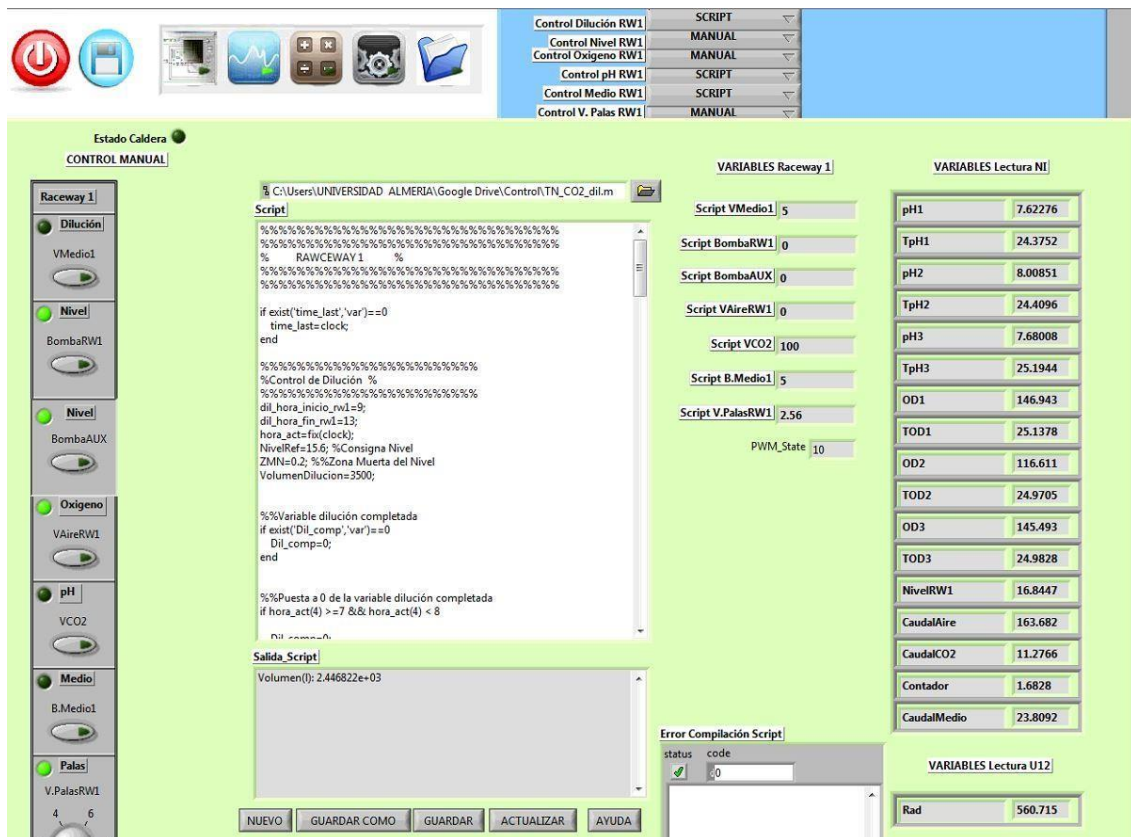 Control Dilución RW1 SCRIPT
Control Nivel RW1 MANUAL
Control Oxigeno RW1 MANUAL
Control pH RW1 SCRIPT
Control Medio RW1 SCRIPT
Control V. Palas RW1 MANUAL
Estado Caldera
CONTROL MANUAL
Raceway 1
Dilución
VMedio1
Nivel
BombaRW1
Nivel
BombaAUX
Oxigeno
VAireRW1
pH
VCO2
Medio
B.Medio1
Palas
V.PalasRW1
4 6
C:\Users\UNIVERSIDAD ALMERIA\Google Drive\Control\TN_CO2_dil.m
Script
%%%%%%%%%%%%%%%%%%%%%%%%%%%%%%%%%
%%%%%%%%%%%%%%%%%%%%%%%%%%%%%%%%%
% RAWCEWAY 1 %
%%%%%%%%%%%%%%%%%%%%%%%%%%%%%%%%%
%%%%%%%%%%%%%%%%%%%%%%%%%%%%%%%%%
if exist('time_last','var')==0
time_last=clock;
end
%%%%%%%%%%%%%%%%%%%%%%%%
%Control de Dilución %
%%%%%%%%%%%%%%%%%%%%%%%%
dil_hora_inicio_rw1=9;
dil_hora_fin_rw1=13;
hora_act=fix(clock);
NivelRef=15.6; %Consigna Nivel
ZMN=0.2; %%Zona Muerta del Nivel
VolumenDilucion=3500;
%%Variable dilución completada
if exist('Dil_comp','var')==0
Dil_comp=0;
end
%%Puesta a 0 de la variable dilución completada
if hora_act(4) >=7 && hora_act(4) < 8
Dil_comp=0;
Salida_Script
Volumen(l): 2.446822e+03
NUEVO GUARDAR COMO GUARDAR ACTUALIZAR AYUDA
VARIABLES Raceway 1
Script VMedio1 5
Script BombaRW1 0
Script BombaAUX 0
Script VAireRW1 0
Script VCO2 100
Script B.Medio1 5
Script V.PalasRW1 2.56
PWM_State 10
Error Compilación Script
status code
0
VARIABLES Lectura NI
pH1 7.62276
TpH1 24.3752
pH2 8.00851
TpH2 24.4096
pH3 7.68008
TpH3 25.1944
OD1 146.943
TOD1 25.1378
OD2 116.611
TOD2 24.9705
OD3 145.493
TOD3 24.9828
NivelRW1 16.8447
CaudalAire 163.682
CaudalCO2 11.2766
Contador 1.6828
CaudalMedio 23.8092
VARIABLES Lectura U12
Rad 560.715